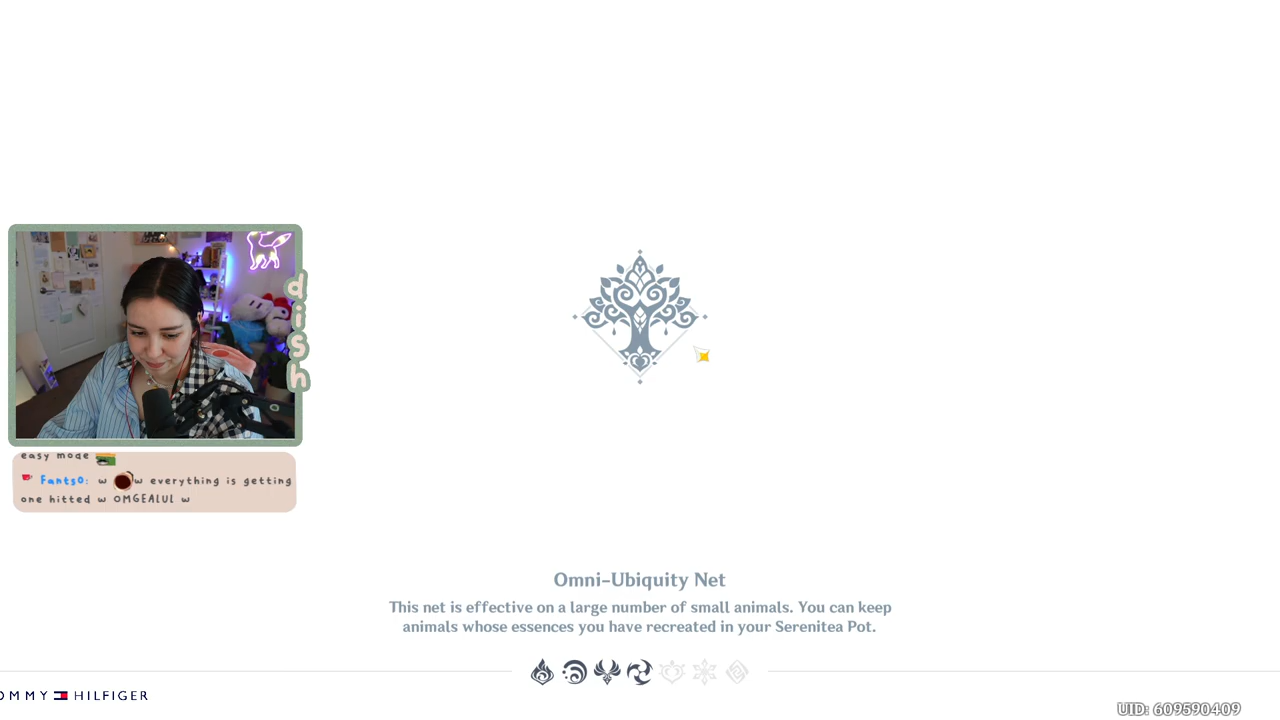 dish
easy mode
FantsO: w w everything is getting
one hitted w OMGEALUL w
Omni-Ubiquity Net
This net is effective on a large number of small animals. You can keep
animals whose essences you have recreated in your Serenitea Pot.
OMMY HILFIGER
UID: 609590409